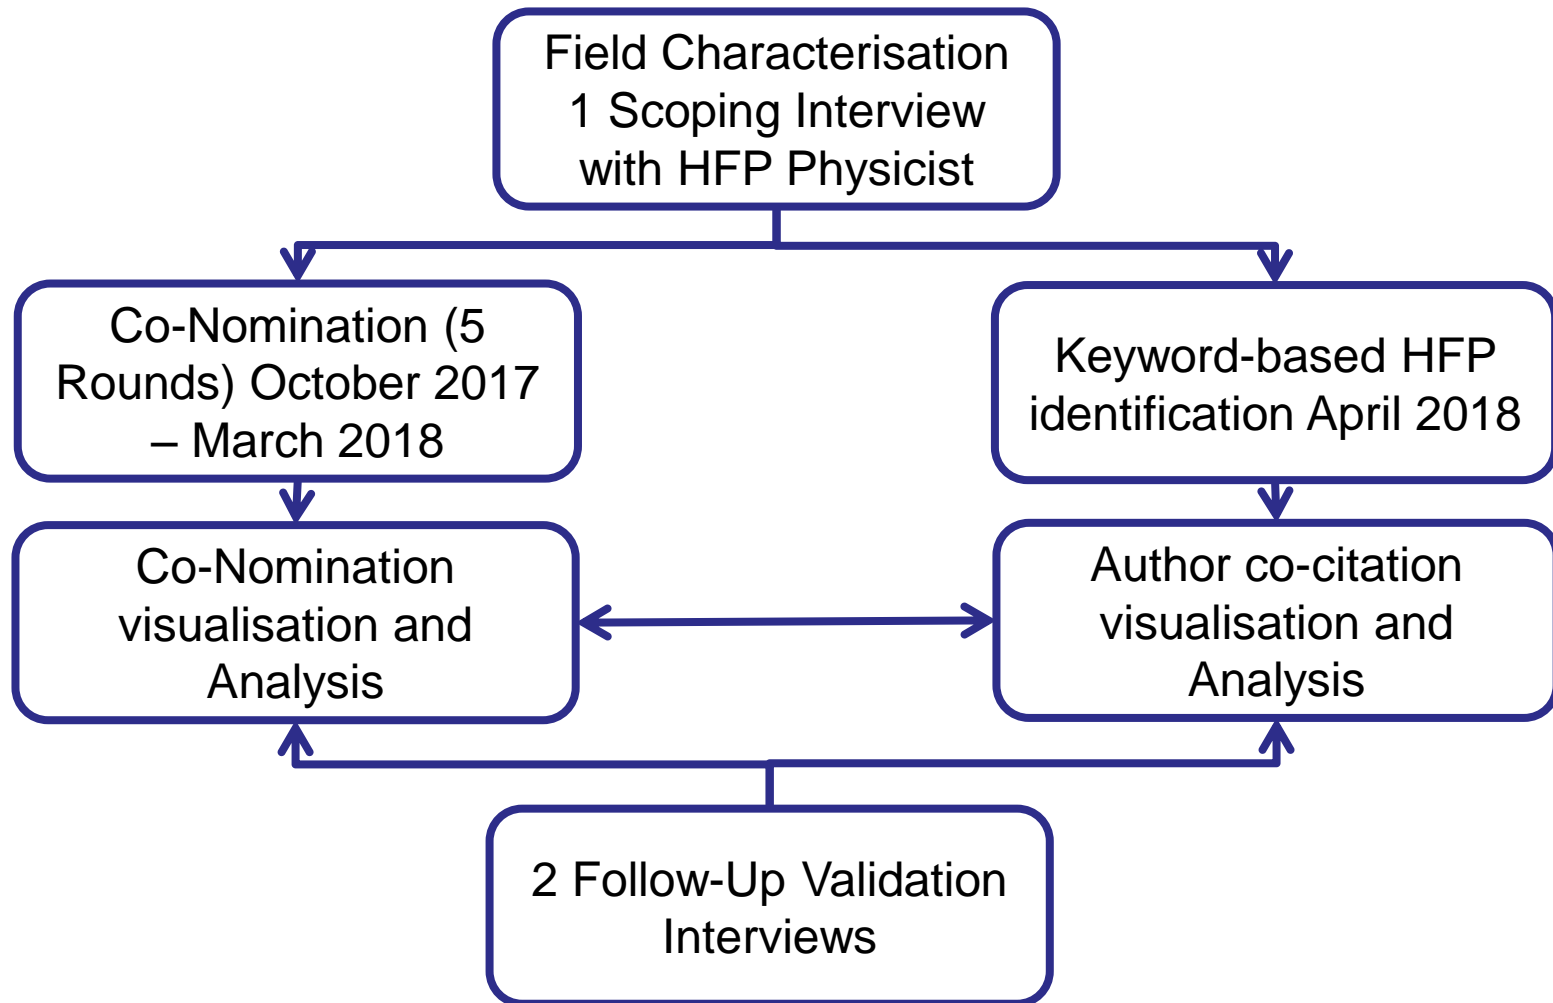 Field Characterisation
1 Scoping Interview
with HFP Physicist
Co-Nomination (5
Rounds) October 2017
– March 2018
Keyword-based HFP
identification April 2018
Co-Nomination
visualisation and
Analysis
Author co-citation
visualisation and
Analysis
2 Follow-Up Validation
Interviews